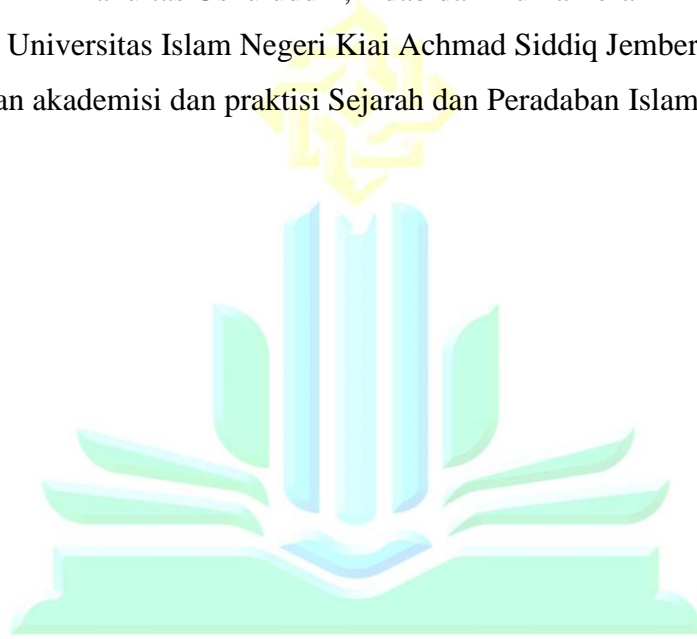 Universitas Islam Negeri Kiai Achmad Siddiq Jember
an akademisi dan praktisi Sejarah dan Peradaban Islam